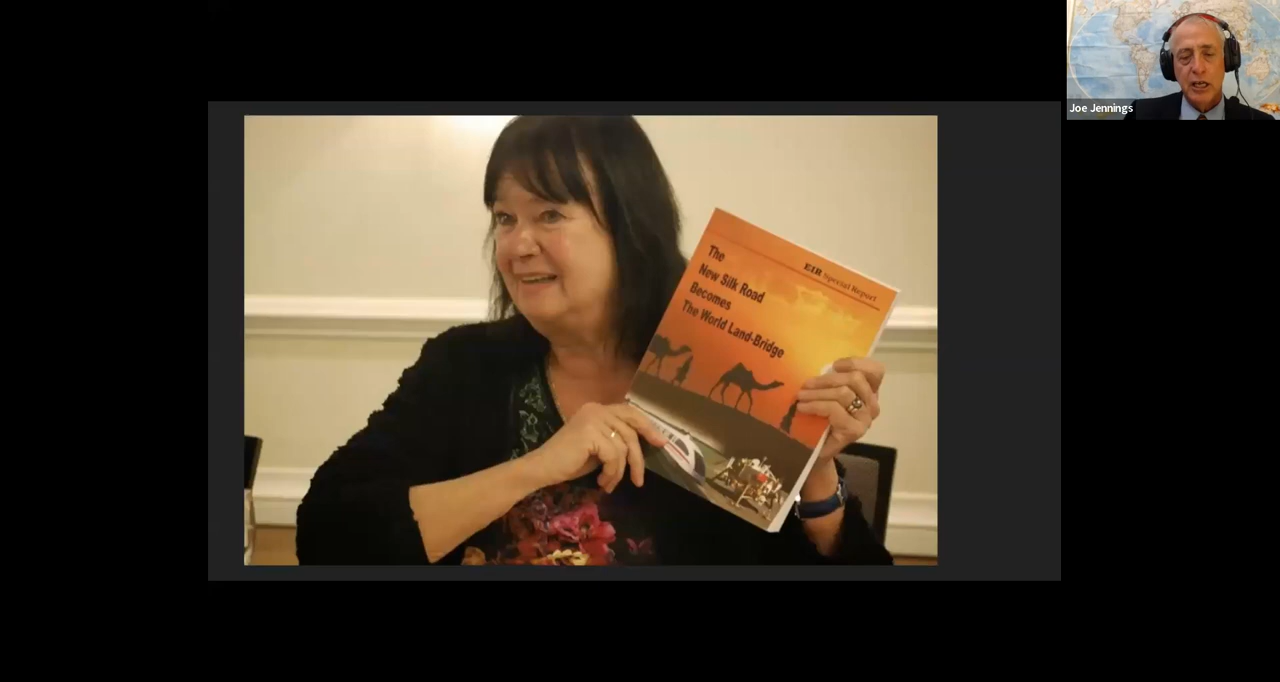 Joe Jennings
EIR Special Report
The
New Silk Road
Becomes
The World Land-Bridge